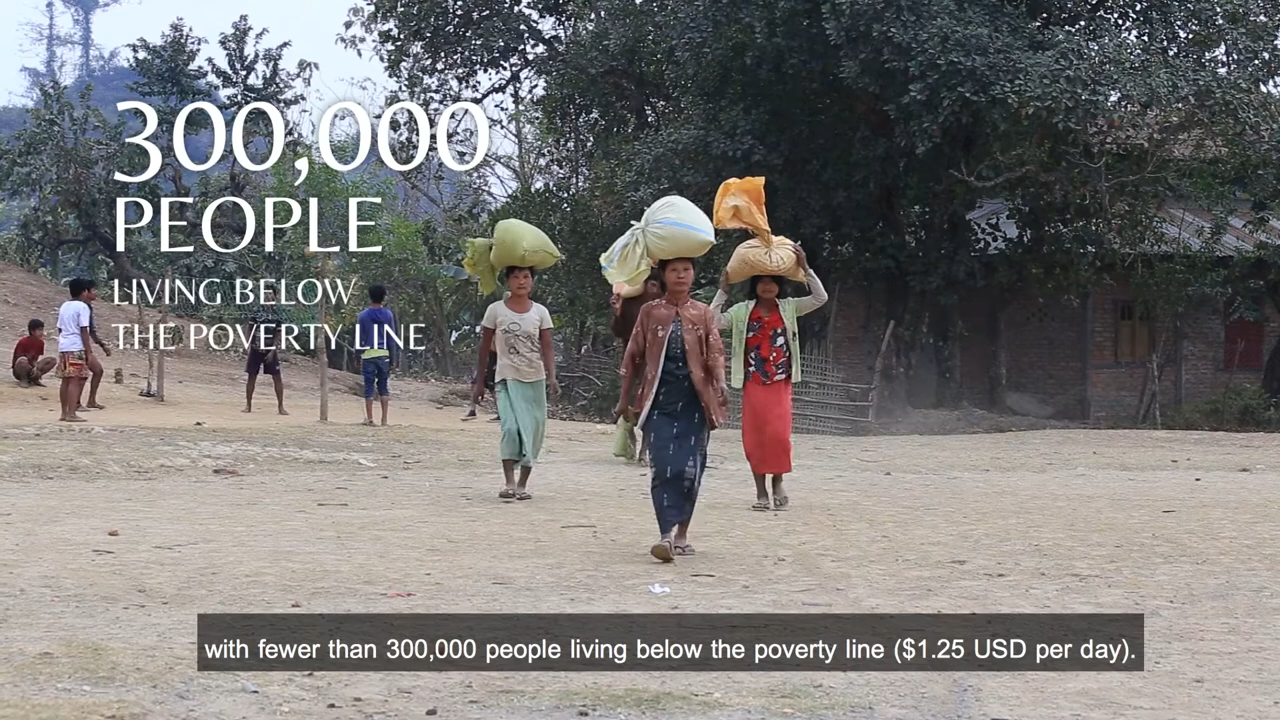 300,000
PEOPLE
LIVING BELOW
THE POVERTY LINE
with fewer than 300,000 people living below the poverty line ($1.25 USD per day).